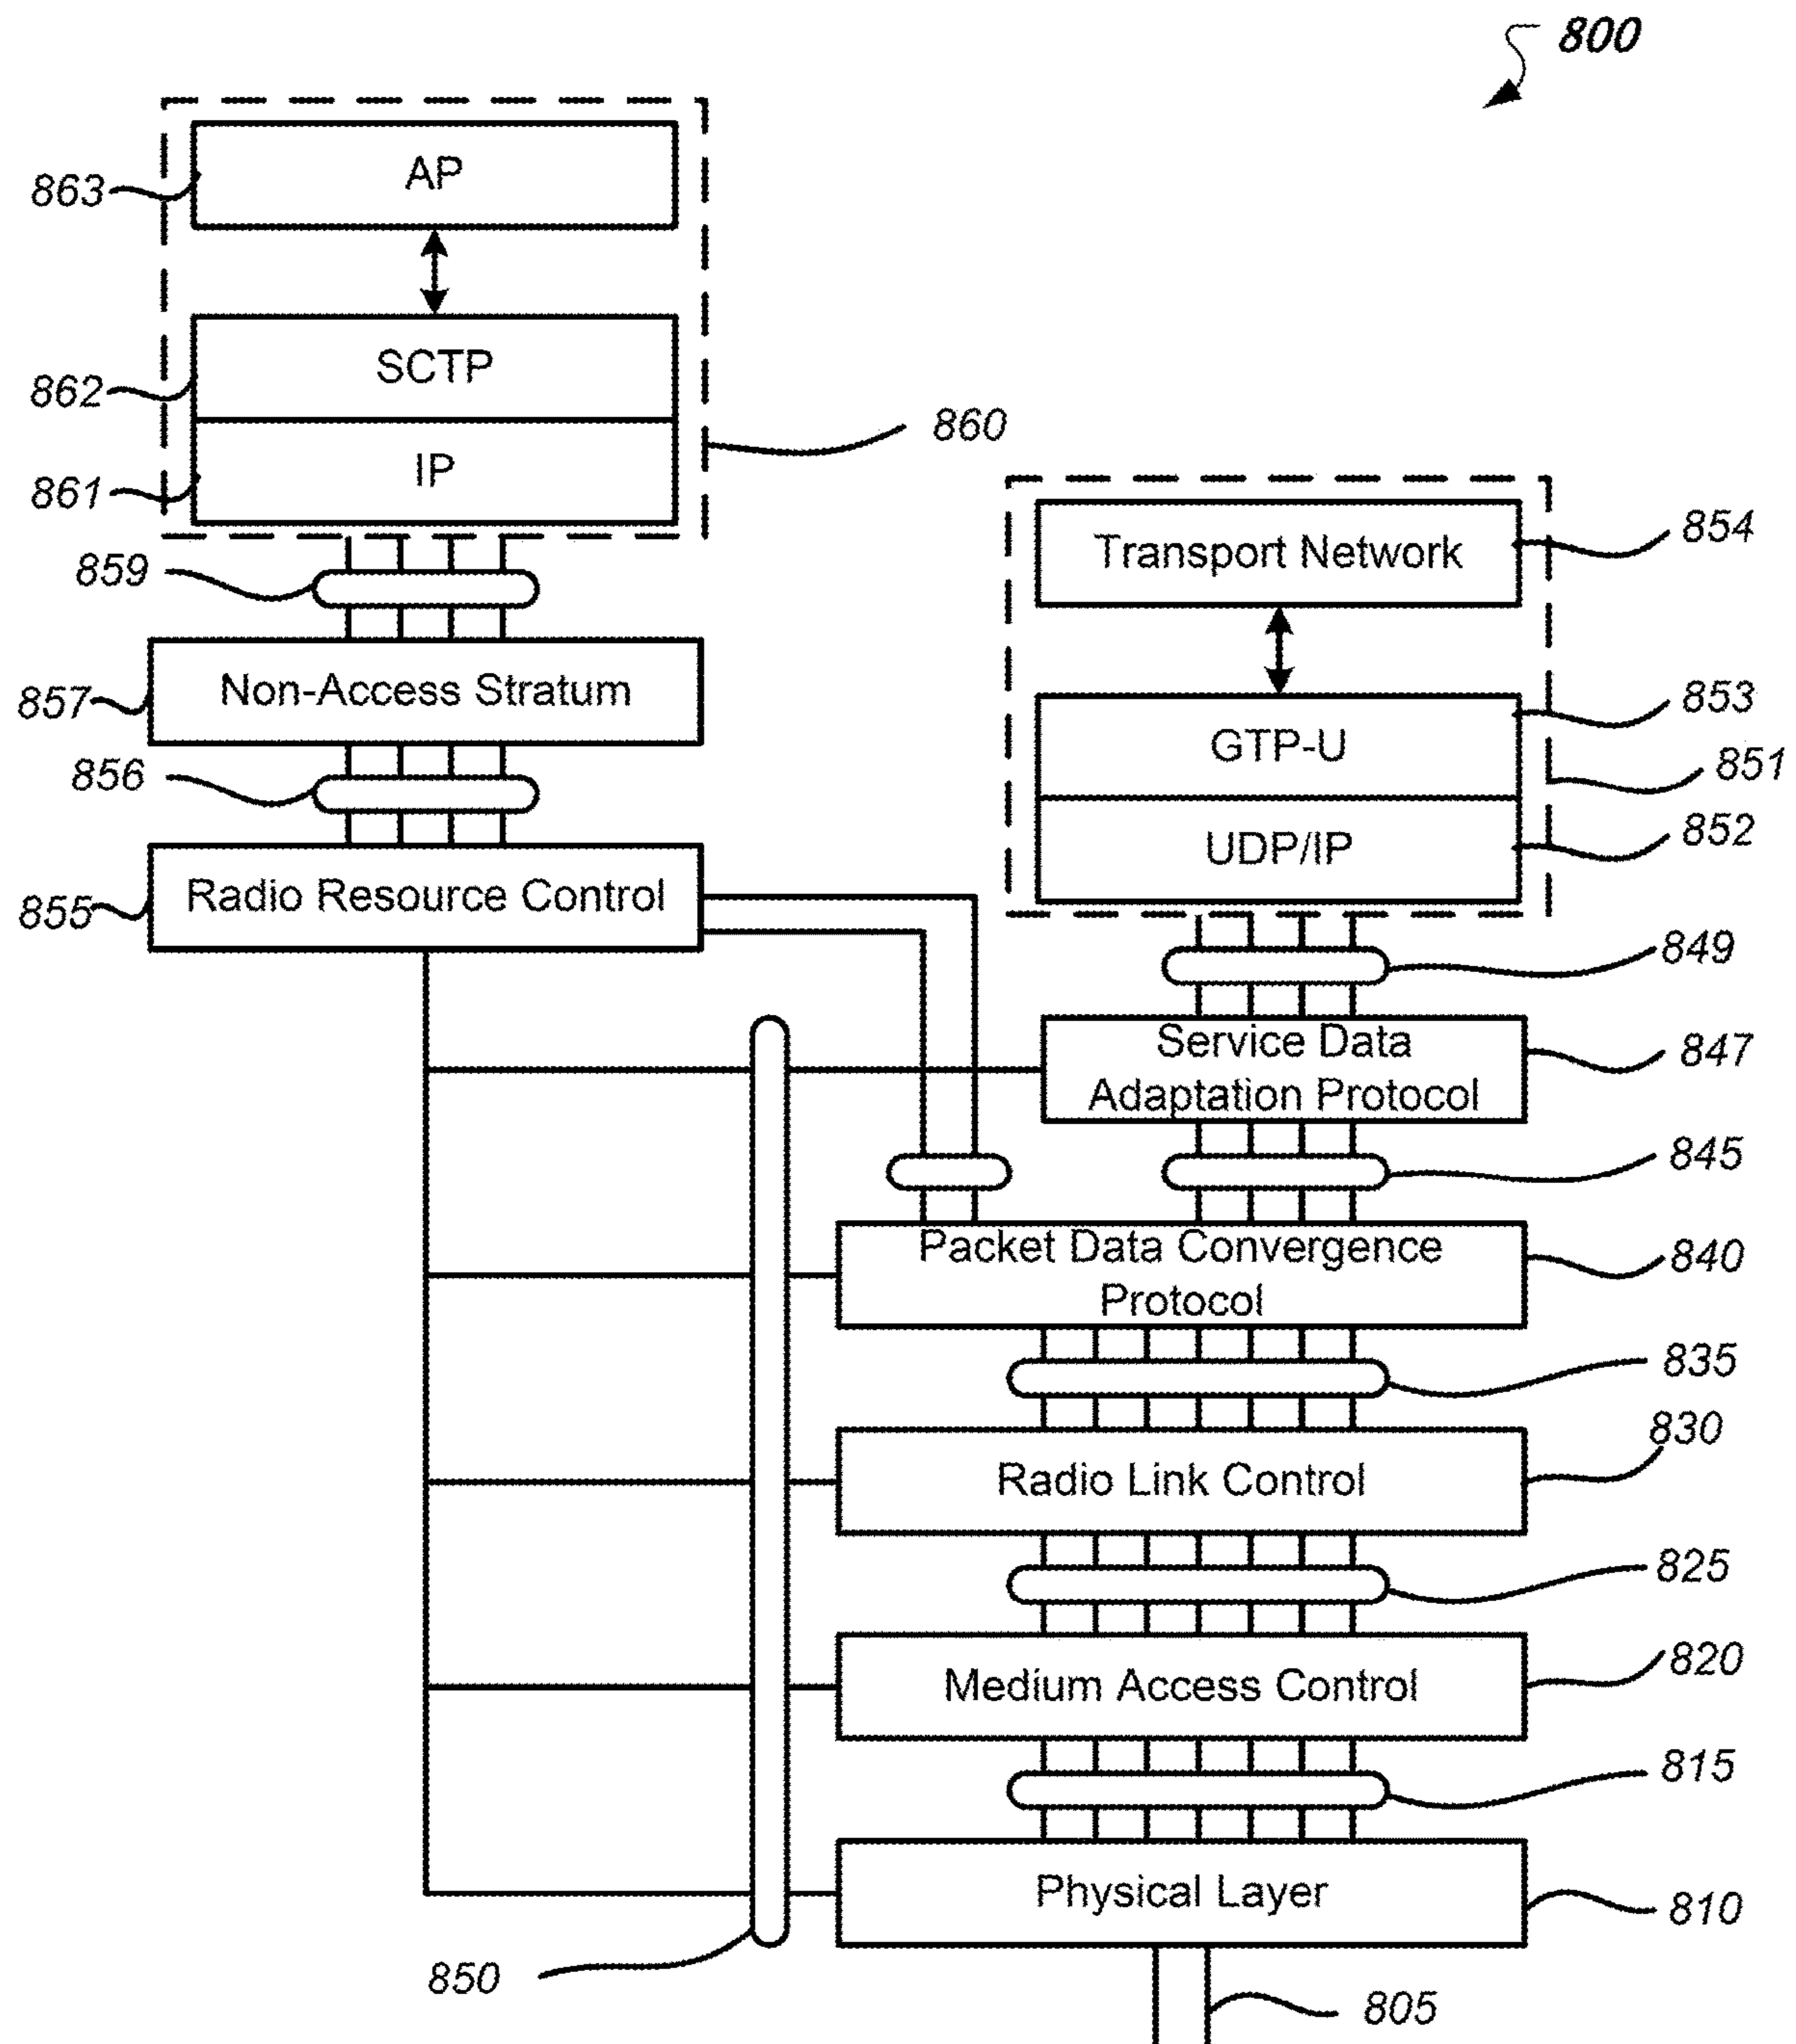 800
AP
863
SCTP
862
860
IP
861
Transport Network
854
859
Non-Access Stratum
857
GTP-U
853
851
856
UDP/IP
852
Radio Resource Control
855
849
Service Data
Adaptation Protocol
847
845
Packet Data Convergence
Protocol
840
835
830
Radio Link Control
825
Medium Access Control
820
815
Physical Layer
810
850
805